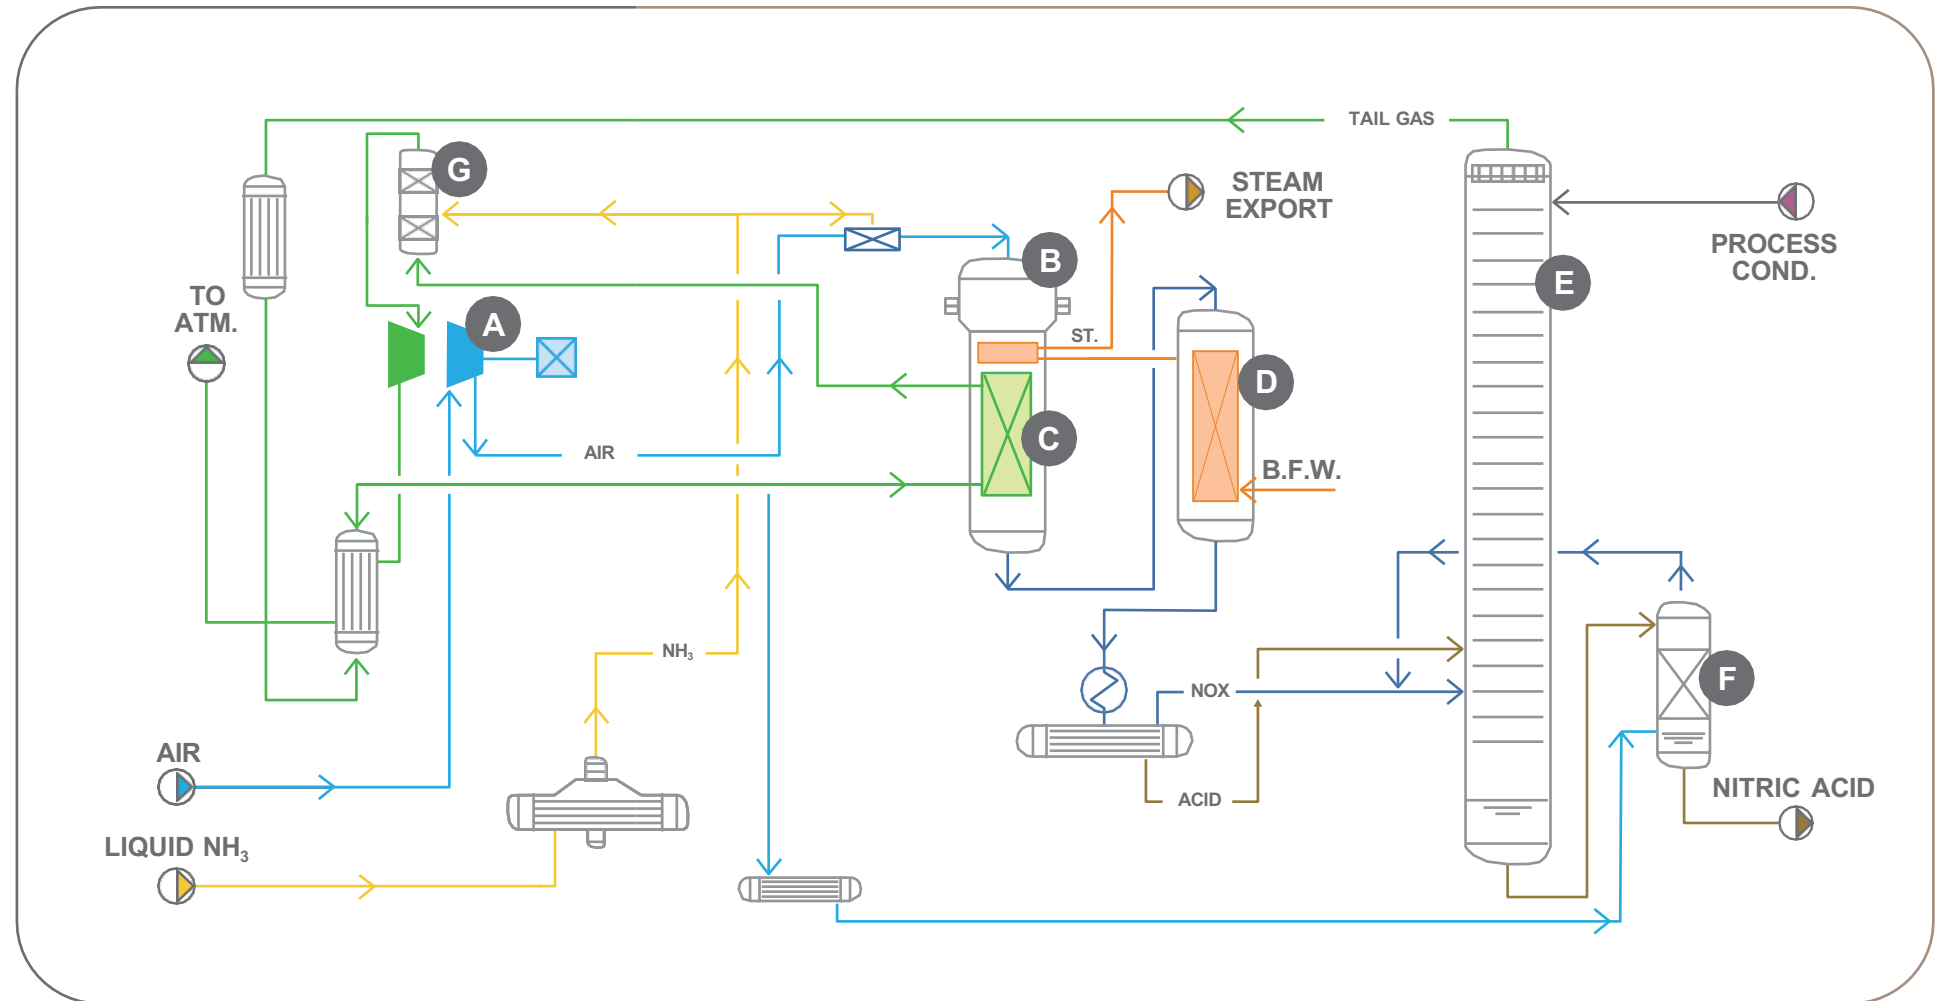 TAIL GAS
G
STEAM
EXPORT
PROCESS
COND.
B
E
TO
ATM.
A
ST.
D
C
AIR
B.F.W.
NH₃
NOX
F
AIR
ACID
NITRIC ACID
LIQUID NH₃